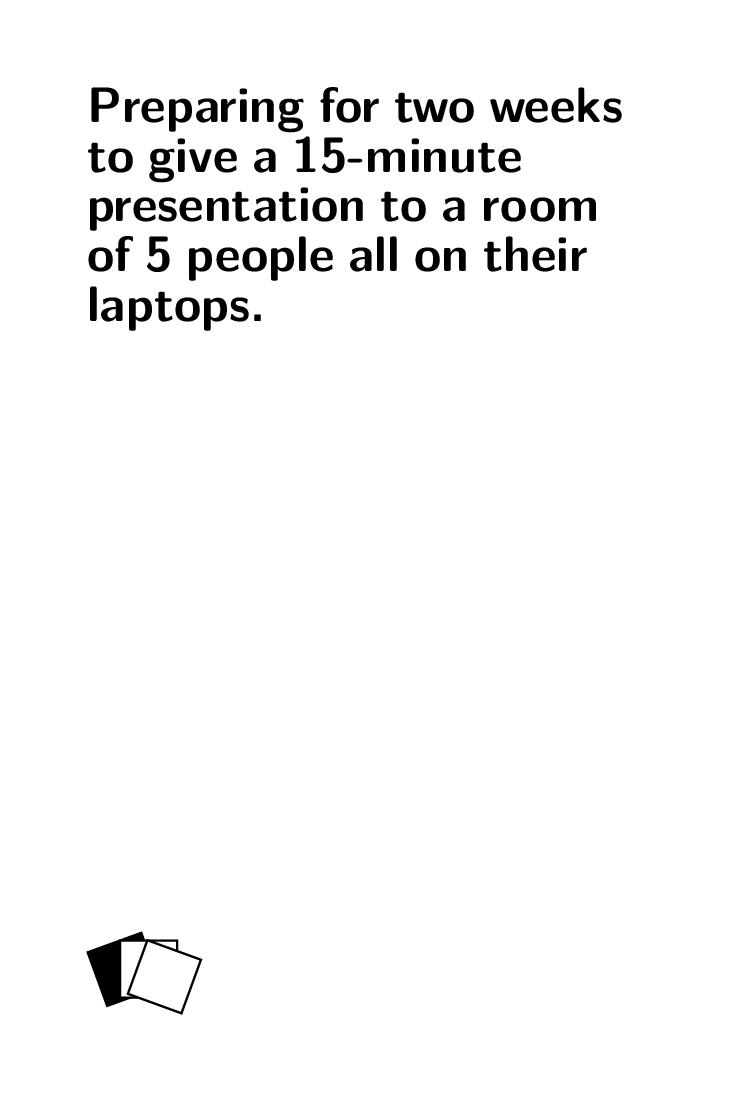 Preparing for two weeks
to give a 15-minute
presentation to a room
of 5 people all on their
laptops.